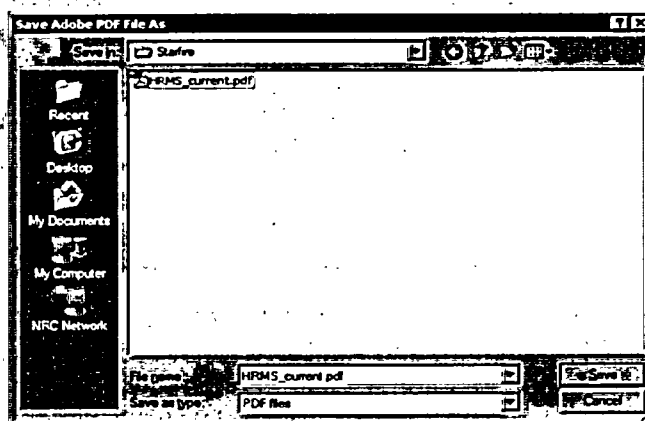 Save Adobe PDF File As
Save in: Starfire
HRMS_current.pdf
Recent
Desktop
My Documents
My Computer
NRC Network
File name: HRMS_current.pdf
Save as type: PDF files
Save
Cancel